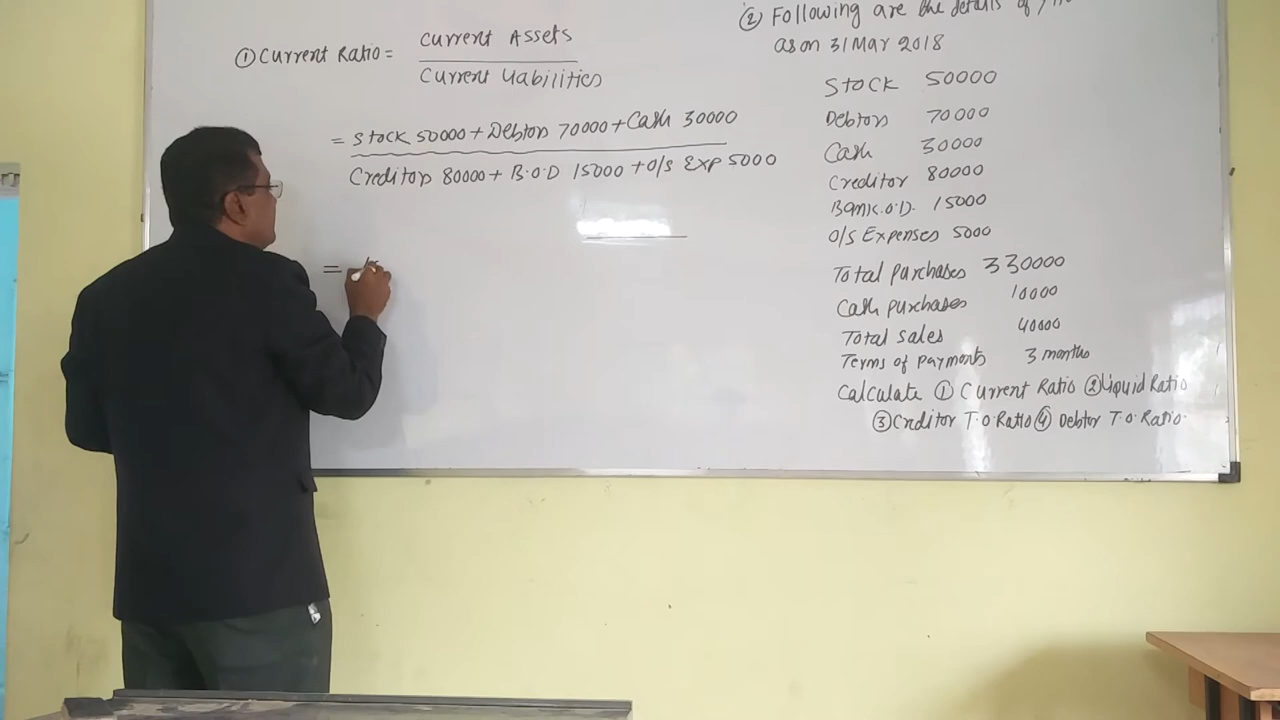 ① Current Ratio = Current Assets
Current Liabilities
= Stock 50000 + Debtors 70000 + Cash 30000
Creditors 80000 + B.O.D 15000 + O/S Exp 5000
=
② Following are the details of
as on 31 Mar 2018
Stock 50000
Debtors 70000
Cash 30000
Creditor 80000
Bank O.D. 15000
O/S Expenses 5000
Total purchases 330000
Cash purchases 10000
Total sales 40000
Terms of payments 3 months
Calculate ① Current Ratio ② Liquid Ratio
③ Creditor T.O. Ratio ④ Debtor T.O. Ratio.